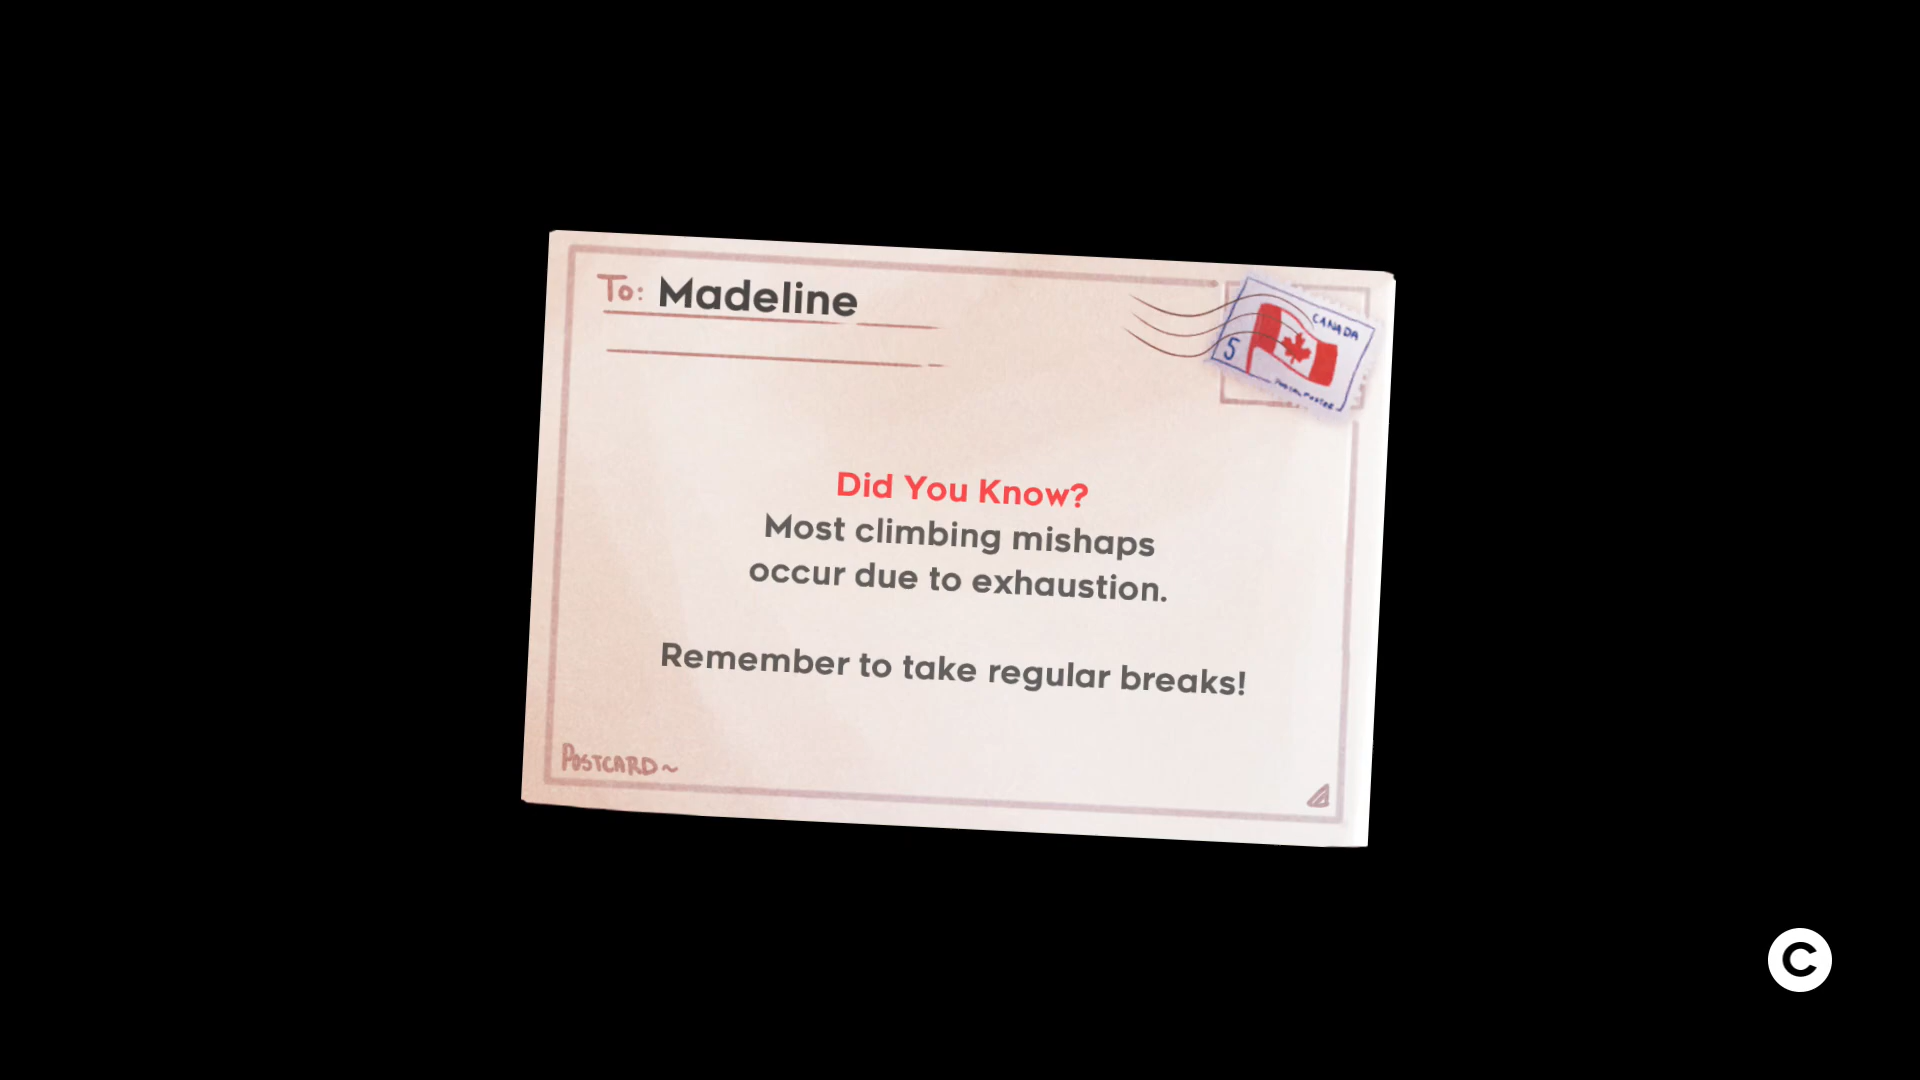 To: Madeline
CANADA
5
Did You Know?
Most climbing mishaps
occur due to exhaustion.
Remember to take regular breaks!
POSTCARD~
C